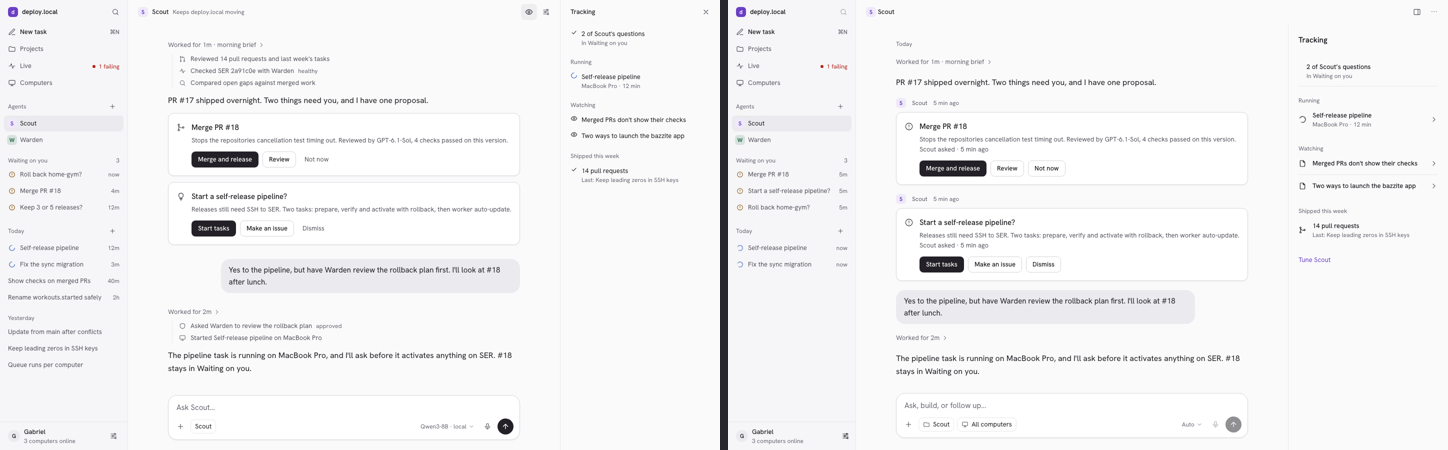 deploy.local
New task
⌘N
Projects
Live
1 failing
Computers
Agents
S Scout
W Warden
Waiting on you
3
Roll back home-gym?
now
Merge PR #18
4m
Keep 3 or 5 releases?
12m
Today
Self-release pipeline
12m
Fix the sync migration
3m
Show checks on merged PRs
40m
Rename workouts.started safely
2h
Yesterday
Update from main after conflicts
Keep leading zeros in SSH keys
Queue runs per computer
G Gabriel
3 computers online
S Scout Keeps deploy.local moving
Worked for 1m · morning brief
Reviewed 14 pull requests and last week's tasks
Checked SER 2a91c0e with Warden healthy
Compared open gaps against merged work
PR #17 shipped overnight. Two things need you, and I have one proposal.
Merge PR #18
Stops the repositories cancellation test timing out. Reviewed by GPT-6.1-Sol, 4 checks passed on this version.
Merge and release Review Not now
Start a self-release pipeline?
Releases still need SSH to SER. Two tasks: prepare, verify and activate with rollback, then worker auto-update.
Start tasks Make an issue Dismiss
Yes to the pipeline, but have Warden review the rollback plan first. I'll look at #18
after lunch.
Worked for 2m
Asked Warden to review the rollback plan approved
Started Self-release pipeline on MacBook Pro
The pipeline task is running on MacBook Pro, and I'll ask before it activates anything on SER. #18
stays in Waiting on you.
Ask Scout...
Scout
Qwen3-8B · local
Tracking
2 of Scout's questions
In Waiting on you
Running
Self-release pipeline
MacBook Pro · 12 min
Watching
Merged PRs don't show their checks
Two ways to launch the bazzite app
Shipped this week
14 pull requests
Last: Keep leading zeros in SSH keys
deploy.local
New task
⌘N
Projects
Live
1 failing
Computers
Agents
S Scout
W Warden
Waiting on you
3
Merge PR #18
5m
Start a self-release pipeline?
5m
Roll back home-gym?
5m
Today
Self-release pipeline
now
Fix the sync migration
now
G Gabriel
3 computers online
S Scout
Today
Worked for 1m · morning brief
PR #17 shipped overnight. Two things need you, and I have one proposal.
S Scout 5 min ago
Merge PR #18
Stops the repositories cancellation test timing out. Reviewed by GPT-6.1-Sol, 4 checks passed on this version.
Scout asked · 5 min ago
Merge and release Review Not now
S Scout 5 min ago
Start a self-release pipeline?
Releases still need SSH to SER. Two tasks: prepare, verify and activate with rollback, then worker auto-update.
Scout asked · 5 min ago
Start tasks Make an issue Dismiss
Yes to the pipeline, but have Warden review the rollback plan first. I'll look at #18
after lunch.
Worked for 2m
The pipeline task is running on MacBook Pro, and I'll ask before it activates anything on SER. #18
stays in Waiting on you.
Ask, build, or follow up...
Scout
All computers
Auto
Tracking
2 of Scout's questions
In Waiting on you
Running
Self-release pipeline
MacBook Pro · 12 min
Watching
Merged PRs don't show their checks
Two ways to launch the bazzite app
Shipped this week
14 pull requests
Last: Keep leading zeros in SSH keys
Tune Scout